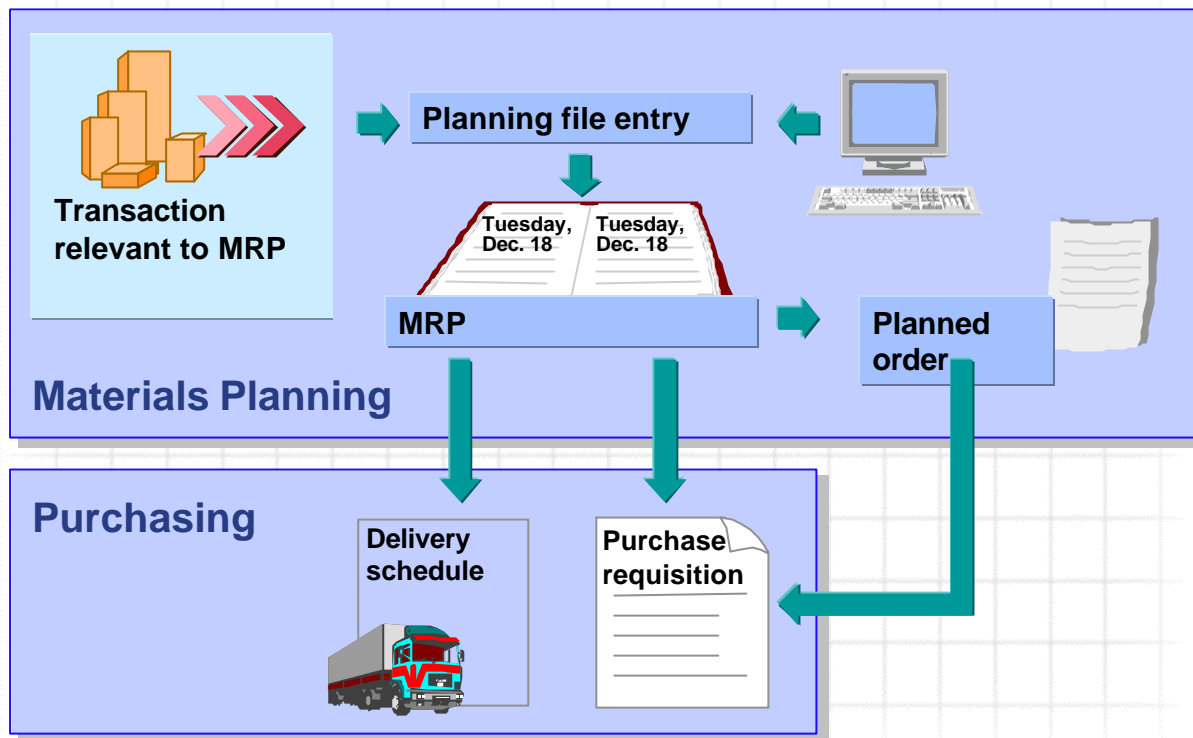 Planning file entry
Transaction
relevant to MRP
Tuesday,
Dec. 18
Tuesday,
Dec. 18
MRP
Planned
order
Materials Planning
Purchasing
Delivery
schedule
Purchase
requisition